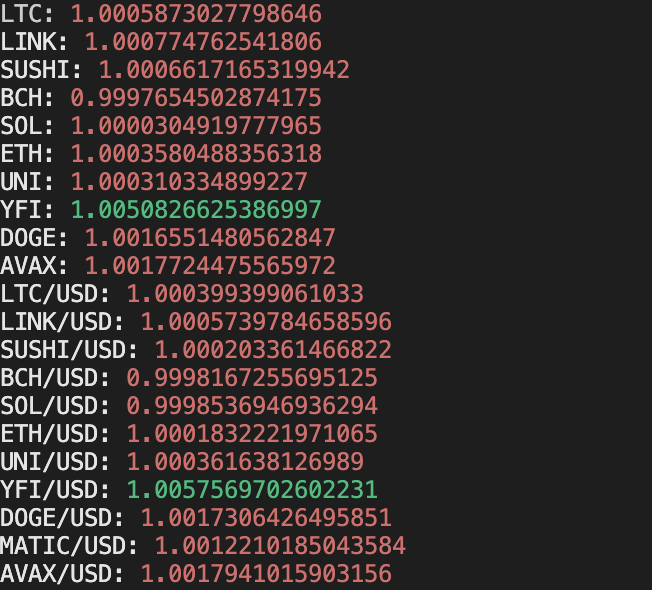 LTC: 1.0005873027798646
LINK: 1.000774762541806
SUSHI: 1.0006617165319942
BCH: 0.9997654502874175
SOL: 1.0000304919777965
ETH: 1.0003580488356318
UNI: 1.000310334899227
YFI: 1.0050826625386997
DOGE: 1.0016551480562847
AVAX: 1.0017724475565972
LTC/USD: 1.000399399061033
LINK/USD: 1.0005739784658596
SUSHI/USD: 1.000203361466822
BCH/USD: 0.9998167255695125
SOL/USD: 0.9998536946936294
ETH/USD: 1.0001832221971065
UNI/USD: 1.000361638126989
YFI/USD: 1.0057569702602231
DOGE/USD: 1.0017306426495851
MATIC/USD: 1.0012210185043584
AVAX/USD: 1.0017941015903156